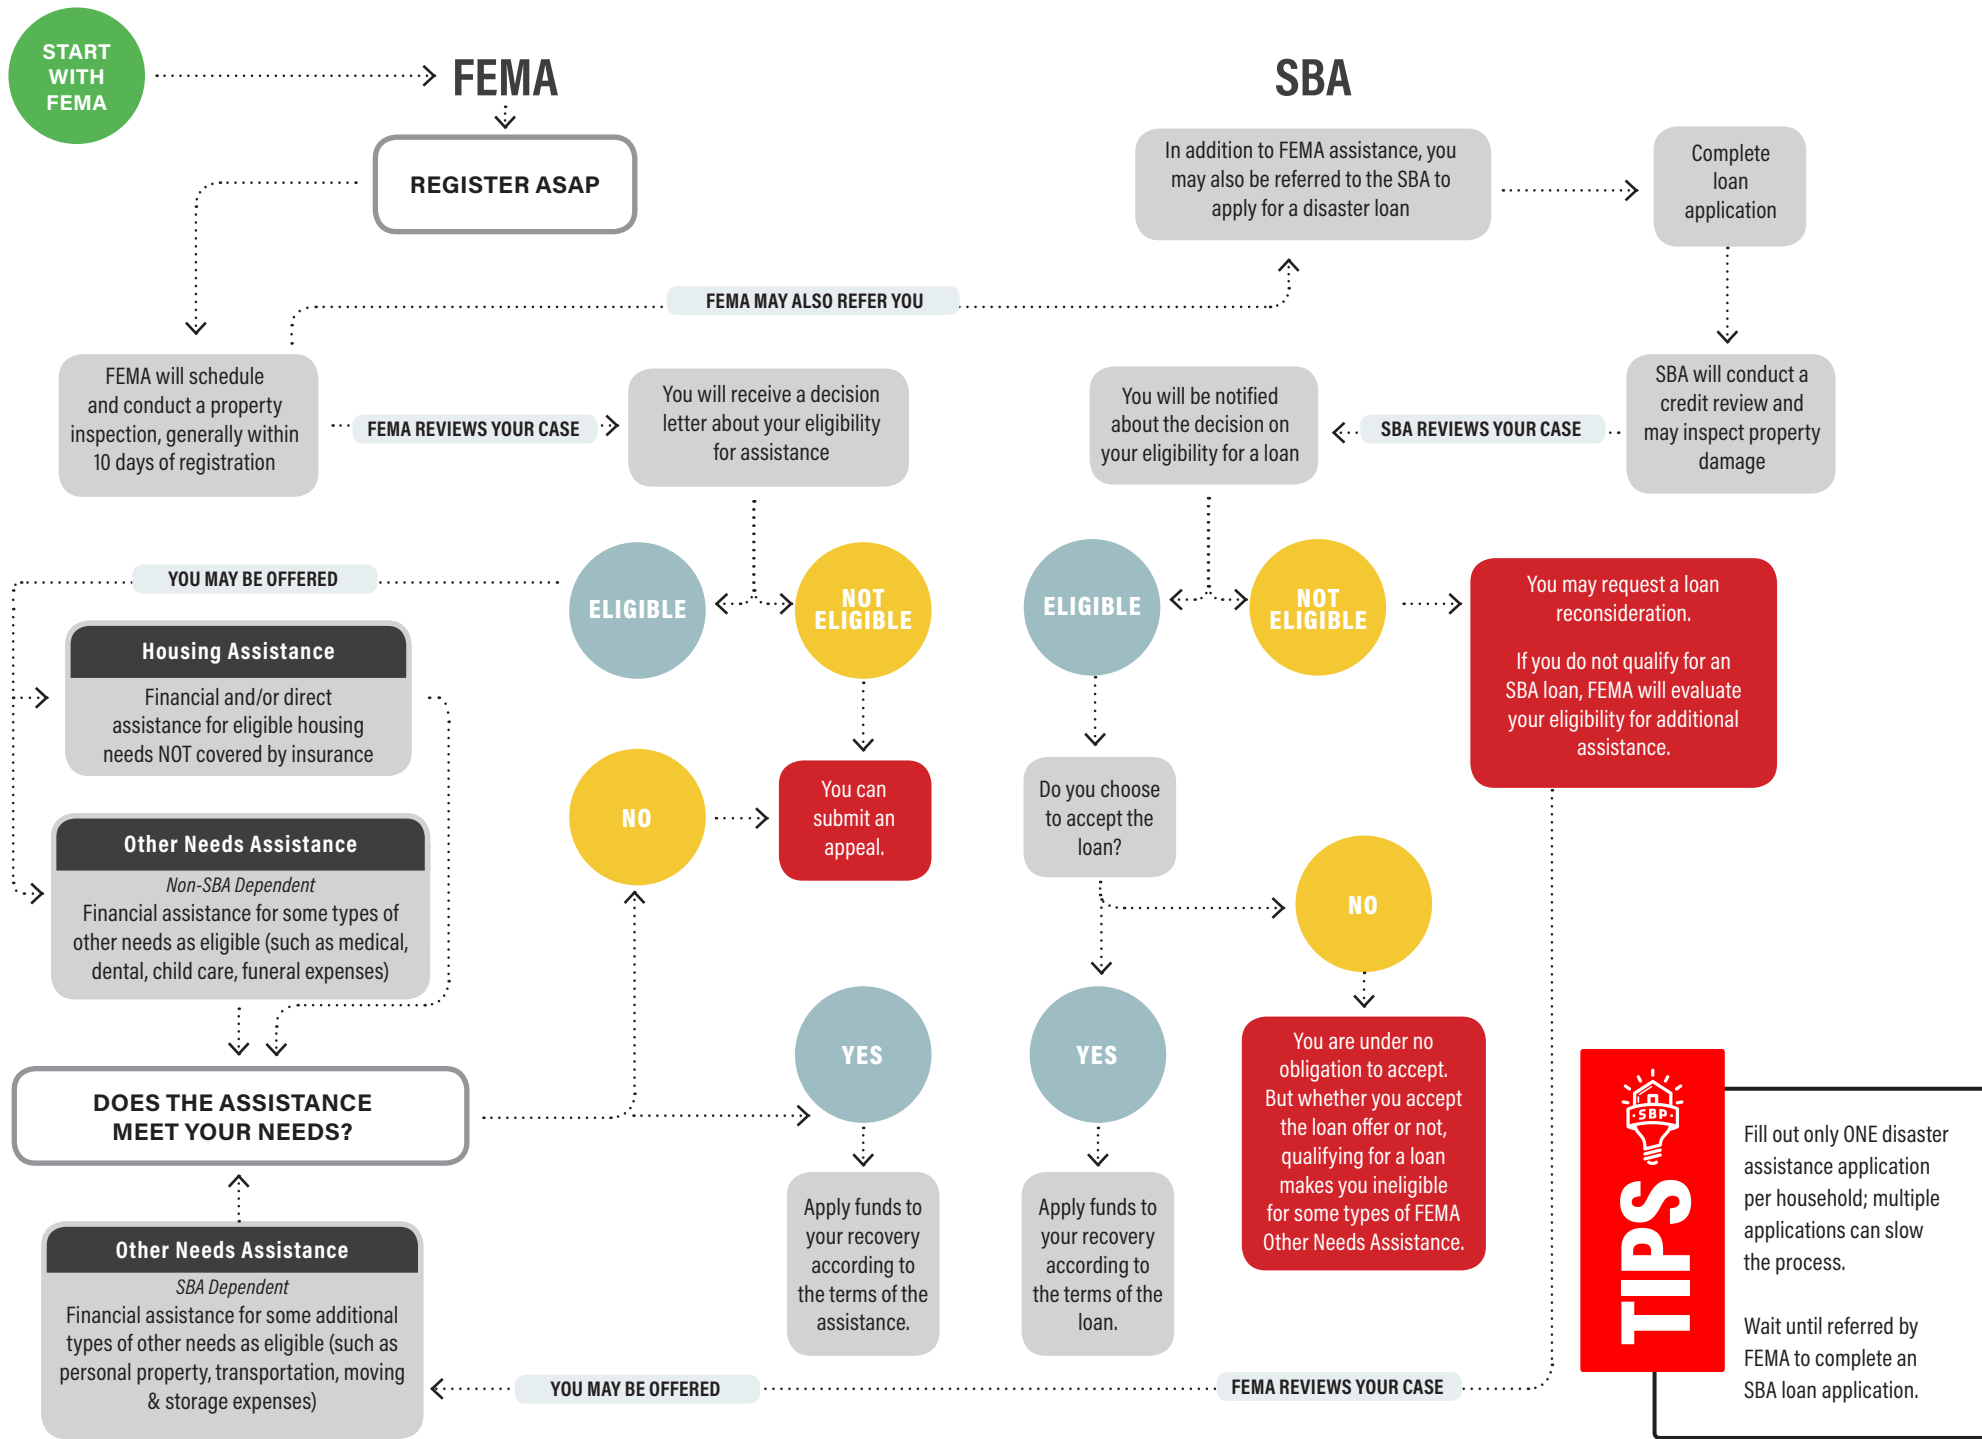 START
WITH
FEMA
FEMA
SBA
REGISTER ASAP
In addition to FEMA assistance, you
may also be referred to the SBA to
apply for a disaster loan
Complete
loan
application
FEMA MAY ALSO REFER YOU
FEMA will schedule
and conduct a property
inspection, generally within
10 days of registration
FEMA REVIEWS YOUR CASE
You will receive a decision
letter about your eligibility
for assistance
You will be notified
about the decision on
your eligibility for a loan
SBA REVIEWS YOUR CASE
SBA will conduct a
credit review and
may inspect property
damage
YOU MAY BE OFFERED
ELIGIBLE
NOT
ELIGIBLE
ELIGIBLE
NOT
ELIGIBLE
You may request a loan
reconsideration.
If you do not qualify for an
SBA loan, FEMA will evaluate
your eligibility for additional
assistance.
Housing Assistance
Financial and/or direct
assistance for eligible housing
needs NOT covered by insurance
NO
You can
submit an
appeal.
Do you choose
to accept the
loan?
Other Needs Assistance
Non-SBA Dependent
Financial assistance for some types of
other needs as eligible (such as medical,
dental, child care, funeral expenses)
NO
YES
YES
You are under no
obligation to accept.
But whether you accept
the loan offer or not,
qualifying for a loan
makes you ineligible
for some types of FEMA
Other Needs Assistance.
DOES THE ASSISTANCE
MEET YOUR NEEDS?
Apply funds to
your recovery
according to
the terms of the
assistance.
Apply funds to
your recovery
according to
the terms of the
loan.
Other Needs Assistance
SBA Dependent
Financial assistance for some additional
types of other needs as eligible (such as
personal property, transportation, moving
& storage expenses)
YOU MAY BE OFFERED
FEMA REVIEWS YOUR CASE
·SBP·
TIPS
Fill out only ONE disaster
assistance application
per household; multiple
applications can slow
the process.
Wait until referred by
FEMA to complete an
SBA loan application.